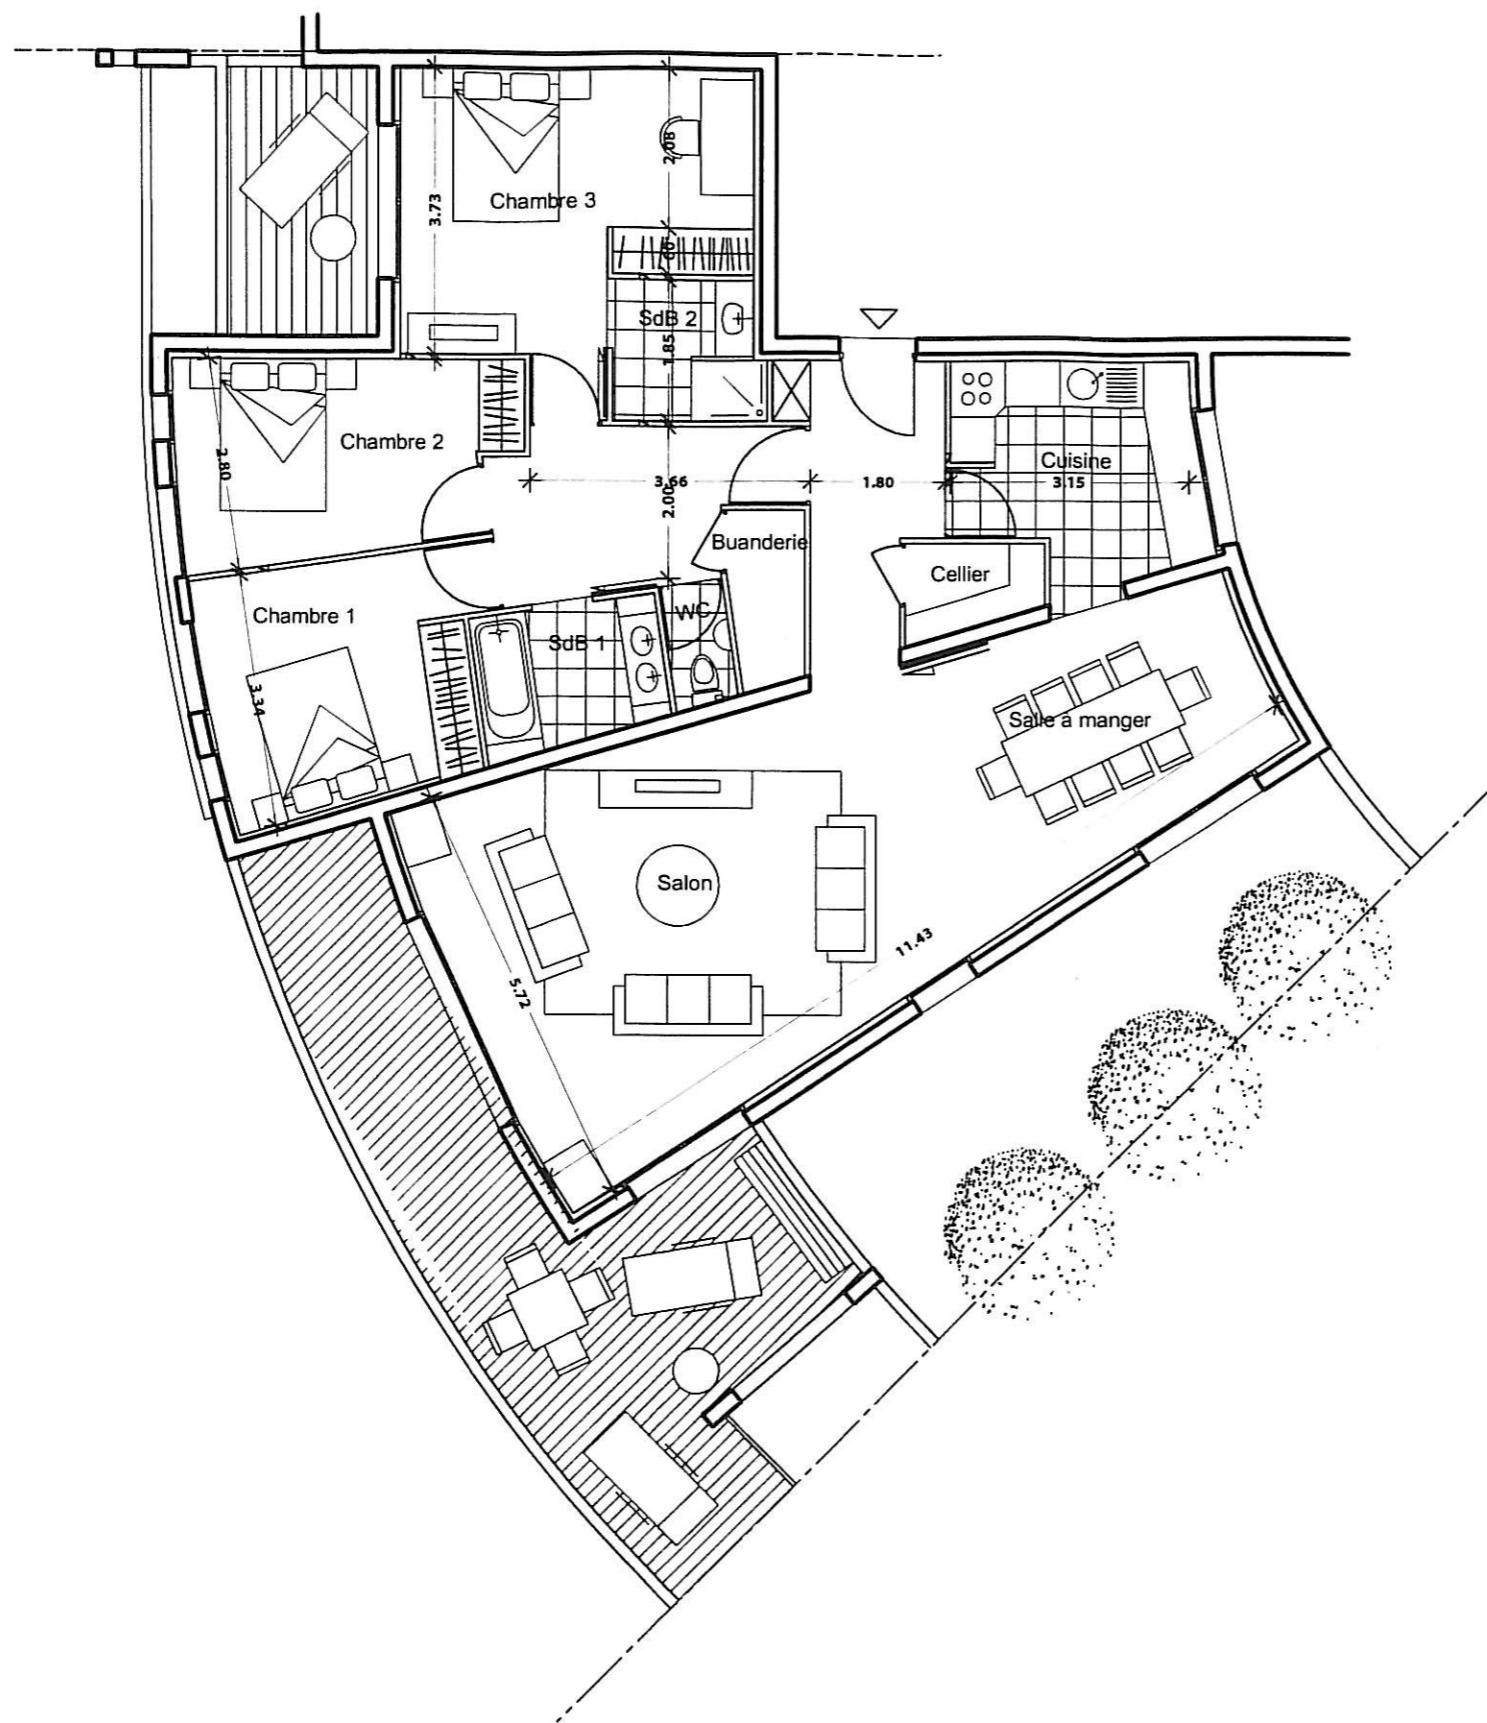 Chambre 3
2.08
3.73
.60
SdB 2
1.85
Chambre 2
2.80
3.66
2.00
1.80
Cuisine
3.15
Buanderie
Cellier
Chambre 1
SdB 1
WC
3.34
Salle à manger
Salon
11.43
5.72